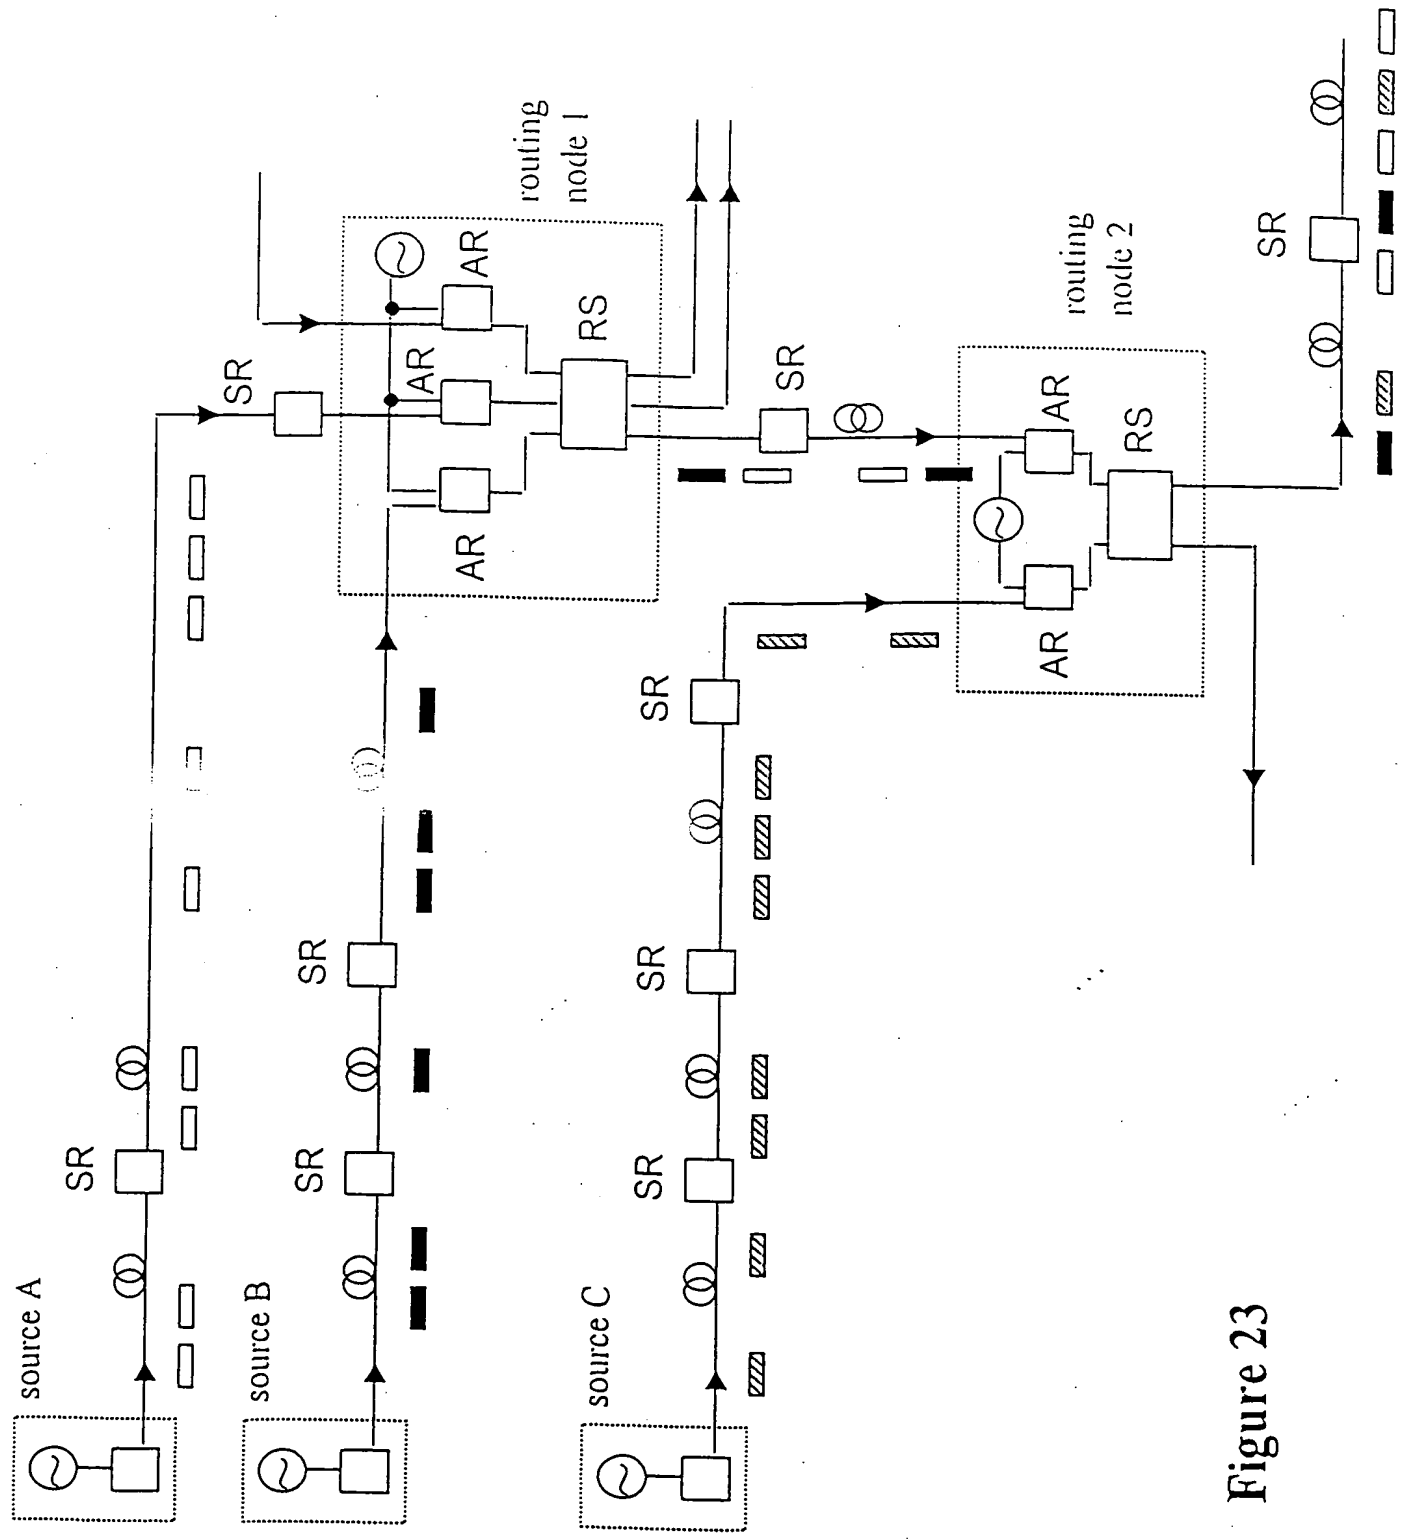 source A
SR
SR
source B
SR
SR
routing
node 1
AR
AR
AR
RS
SR
source C
SR
SR
SR
routing
node 2
AR
AR
RS
SR
Figure 23